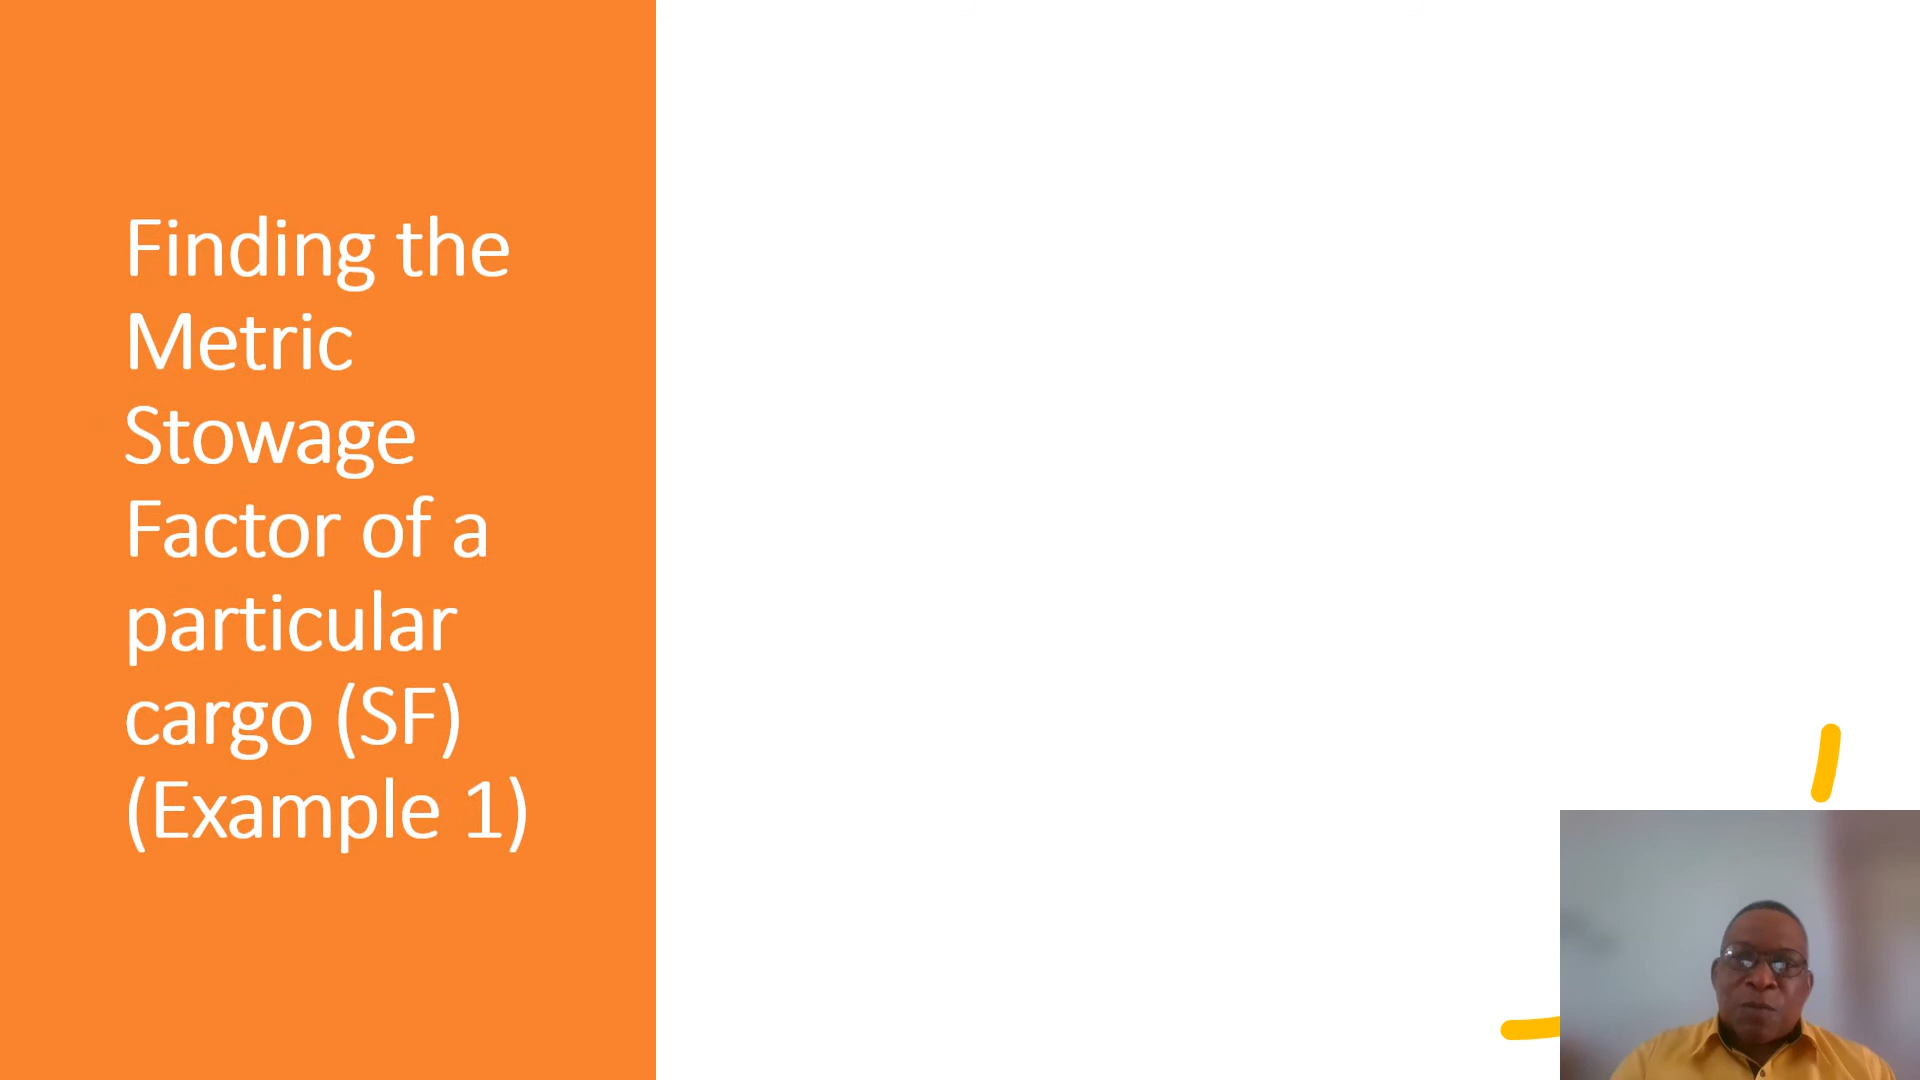 Finding the
Metric
Stowage
Factor of a
particular
cargo (SF)
(Example 1)